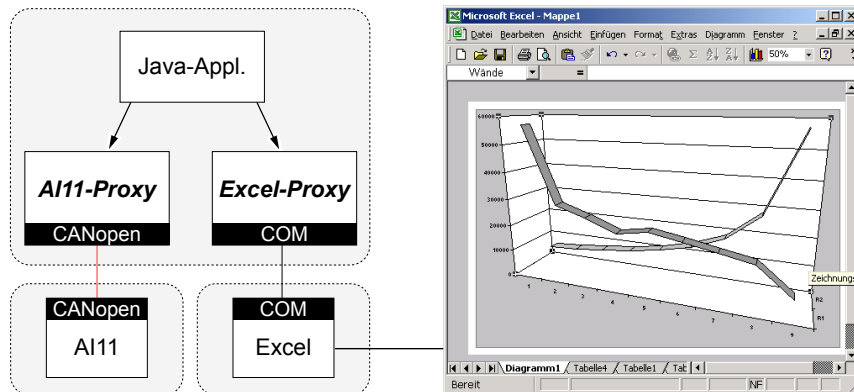 Java-Appl.
AI11-Proxy
CANopen
Excel-Proxy
COM
CANopen
AI11
COM
Excel
Microsoft Excel - Mappe1
Datei Bearbeiten Ansicht Einfügen Format Extras Diagramm Fenster ?
50%
Wände =
60000
50000
40000
30000
20000
10000
0
1 2 3 4 5 6 7 8 9
R2
R1
Zeichnungs
Diagramm1 Tabelle4 Tabelle1 Tab
Bereit NF